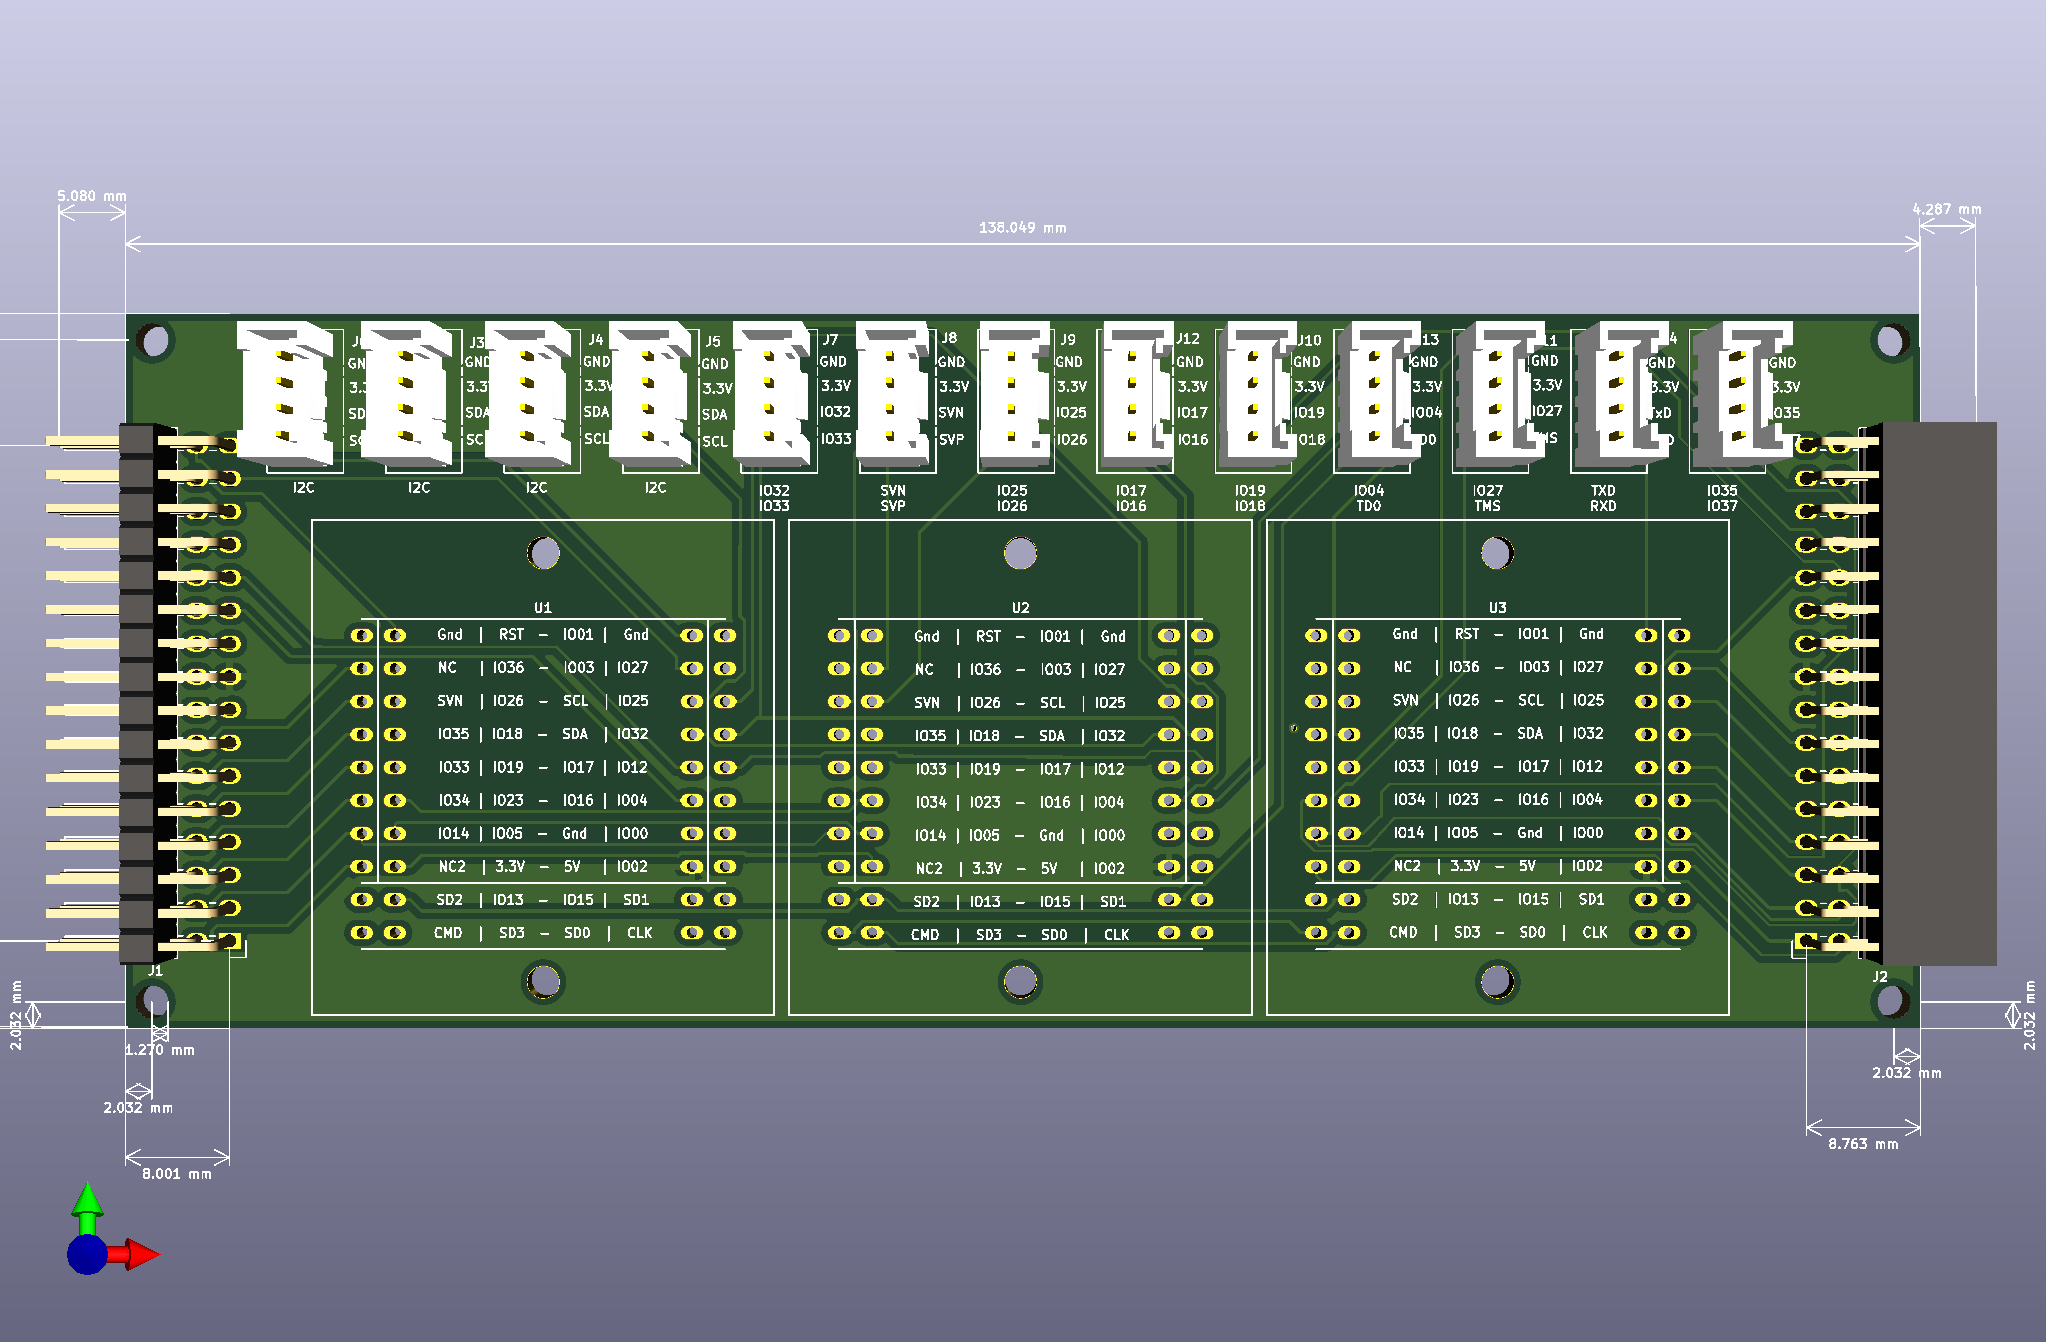 5.080 mm
138.049 mm
4.287 mm
J3 J4 J5 J7 J8 J9 J12 J10
GND GND GND GND GND GND GND GND GND GND GND GND
3.3V 3.3V 3.3V 3.3V 3.3V 3.3V 3.3V 3.3V 3.3V 3.3V 3.3V
SDA SDA SDA IO32 SVN IO25 IO17 IO19 IO04 IO27 TxD IO35
SCL SCL IO33 SVP IO26 IO16 IO18
I2C I2C I2C I2C
IO32 SVN IO25 IO17 IO19 IO04 IO27 TXD IO35
IO33 SVP IO26 IO16 IO18 TD0 TMS RXD IO37
U1
Gnd | RST - IO01 | Gnd
NC | IO36 - IO03 | IO27
SVN | IO26 - SCL | IO25
IO35 | IO18 - SDA | IO32
IO33 | IO19 - IO17 | IO12
IO34 | IO23 - IO16 | IO04
IO14 | IO05 - Gnd | IO00
NC2 | 3.3V - 5V | IO02
SD2 | IO13 - IO15 | SD1
CMD | SD3 - SD0 | CLK
U2
Gnd | RST - IO01 | Gnd
NC | IO36 - IO03 | IO27
SVN | IO26 - SCL | IO25
IO35 | IO18 - SDA | IO32
IO33 | IO19 - IO17 | IO12
IO34 | IO23 - IO16 | IO04
IO14 | IO05 - Gnd | IO00
NC2 | 3.3V - 5V | IO02
SD2 | IO13 - IO15 | SD1
CMD | SD3 - SD0 | CLK
U3
Gnd | RST - IO01 | Gnd
NC | IO36 - IO03 | IO27
SVN | IO26 - SCL | IO25
IO35 | IO18 - SDA | IO32
IO33 | IO19 - IO17 | IO12
IO34 | IO23 - IO16 | IO04
IO14 | IO05 - Gnd | IO00
NC2 | 3.3V - 5V | IO02
SD2 | IO13 - IO15 | SD1
CMD | SD3 - SD0 | CLK
J1
J2
2.032 mm
1.270 mm
2.032 mm
8.001 mm
2.032 mm
2.032 mm
8.763 mm